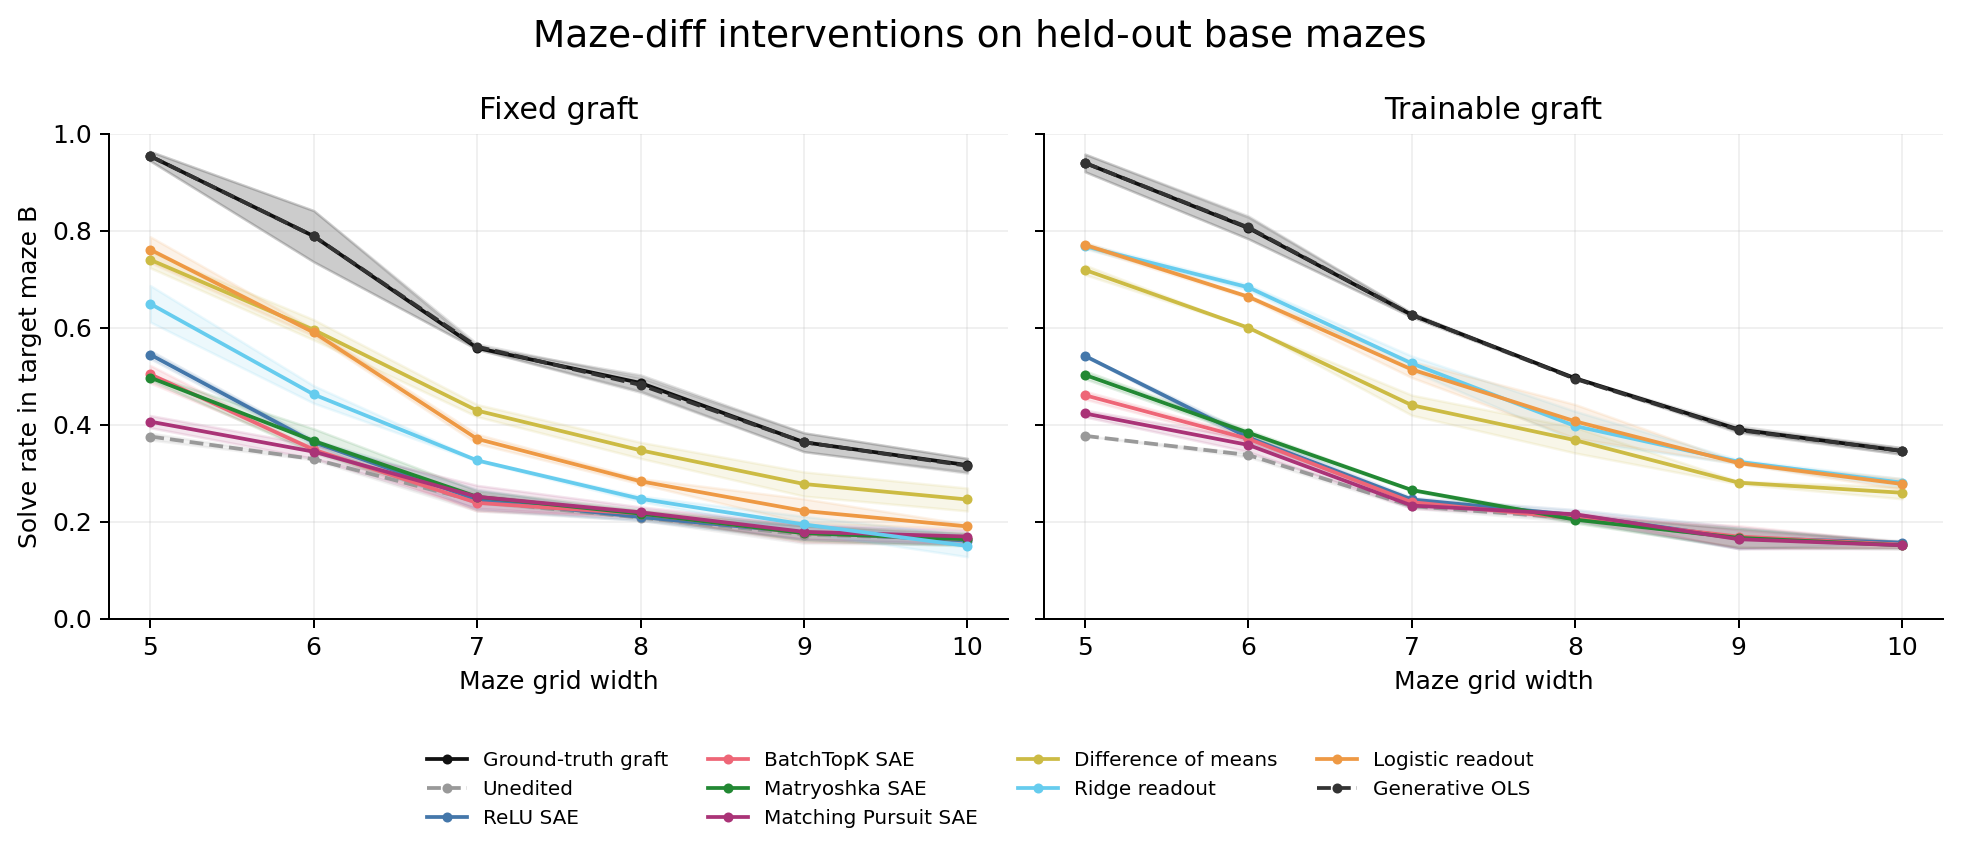 Maze-diff interventions on held-out base mazes
Fixed graft
Trainable graft
Solve rate in target maze B
1.0
0.8
0.6
0.4
0.2
0.0
5 6 7 8 9 10
5 6 7 8 9 10
Maze grid width
Maze grid width
Ground-truth graft
Unedited
ReLU SAE
BatchTopK SAE
Matryoshka SAE
Matching Pursuit SAE
Difference of means
Ridge readout
Logistic readout
Generative OLS